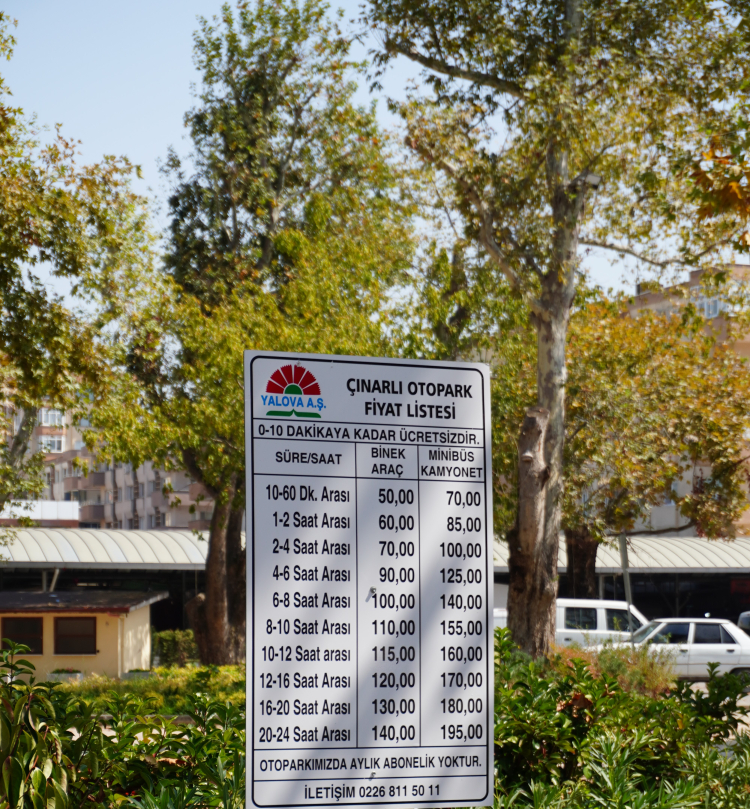 YALOVA A.Ş.
ÇINARLI OTOPARK
FİYAT LİSTESİ
0-10 DAKİKAYA KADAR ÜCRETSİZDİR.
SÜRE/SAAT BİNEK ARAÇ MİNİBÜS KAMYONET
10-60 Dk. Arası 50,00 70,00
1-2 Saat Arası 60,00 85,00
2-4 Saat Arası 70,00 100,00
4-6 Saat Arası 90,00 125,00
6-8 Saat Arası 100,00 140,00
8-10 Saat Arası 110,00 155,00
10-12 Saat arası 115,00 160,00
12-16 Saat Arası 120,00 170,00
16-20 Saat Arası 130,00 180,00
20-24 Saat Arası 140,00 195,00
OTOPARKIMIZDA AYLIK ABONELİK YOKTUR.
İLETİŞİM 0226 811 50 11